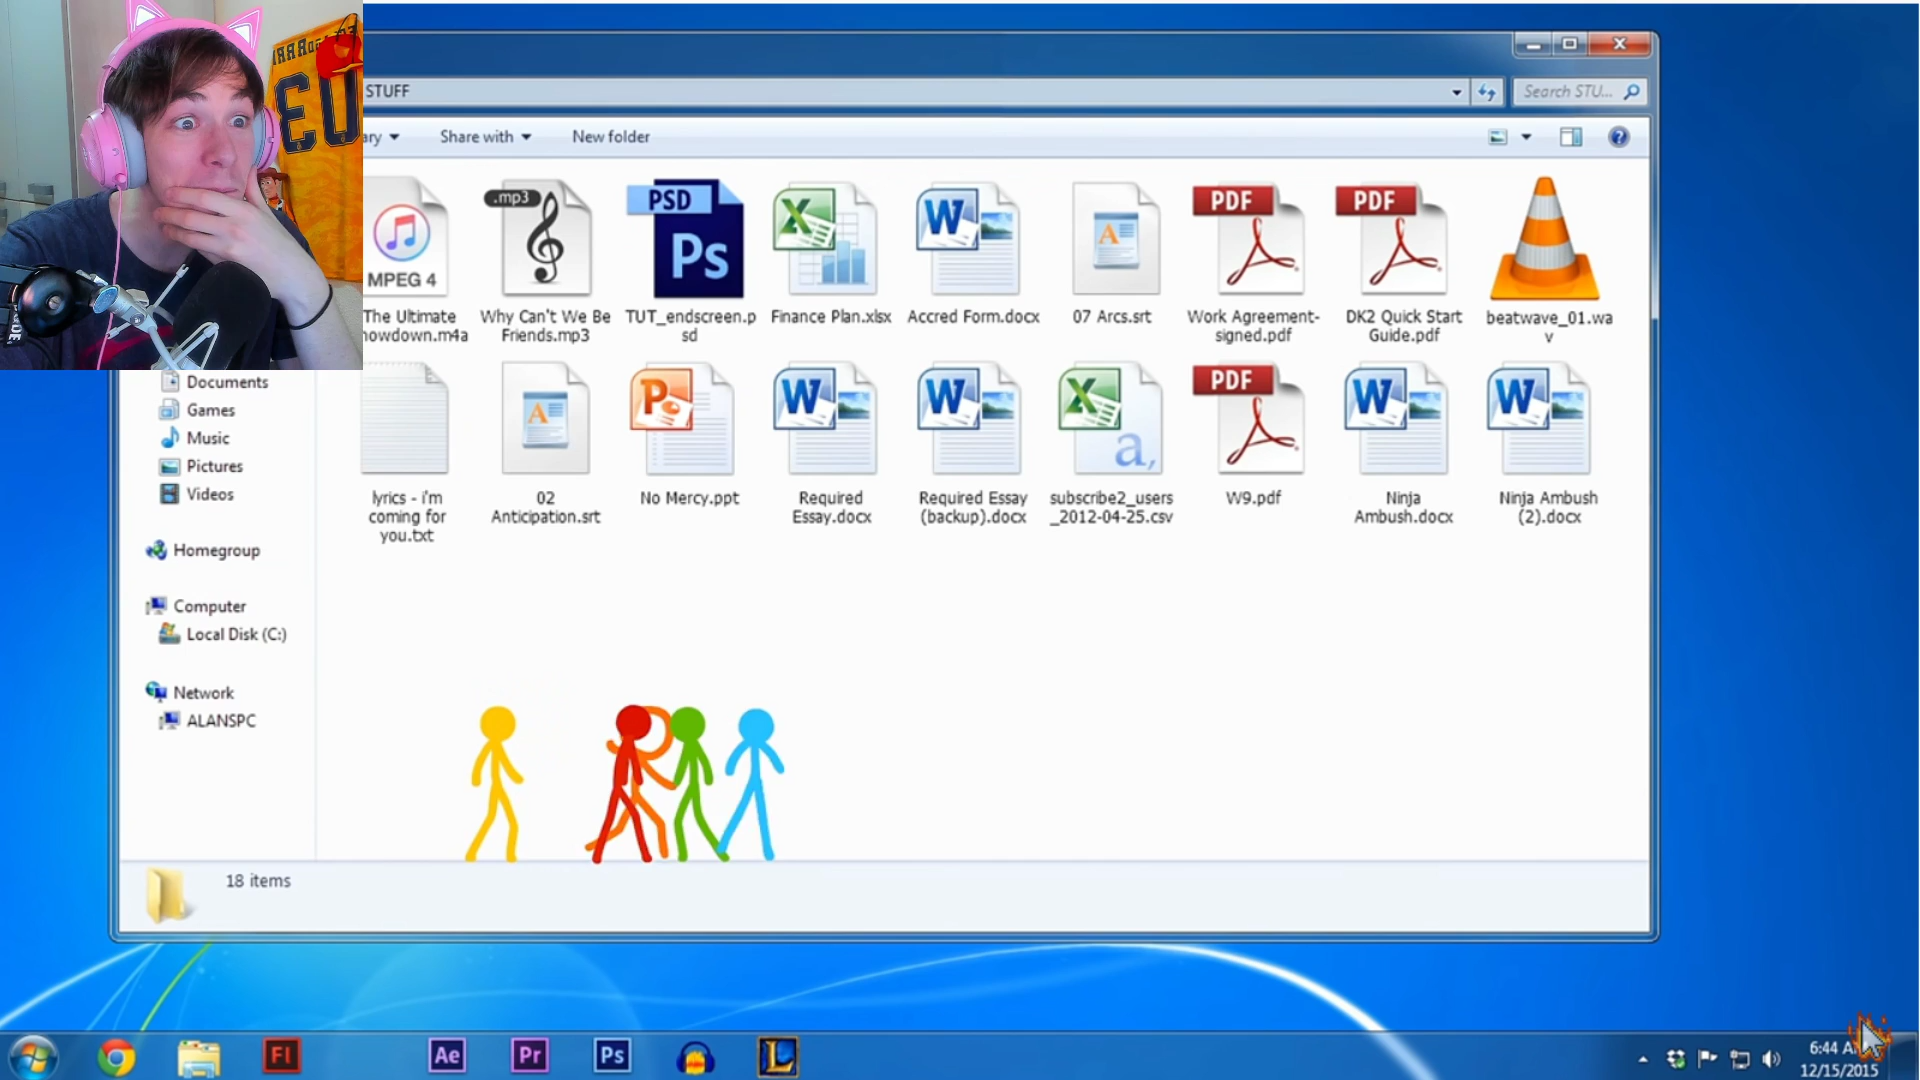 STUFF
Search STU...
Share with
New folder
MPEG 4
.mp3
PSD
Ps
X
W
A
PDF
PDF
The Ultimate
Why Can't We Be
Friends.mp3
TUT_endscreen.p
sd
Finance Plan.xlsx
Accred Form.docx
07 Arcs.srt
Work Agreement-
signed.pdf
DK2 Quick Start
Guide.pdf
beatwave_01.wa
v
A
P
W
W
X
a,
PDF
W
W
lyrics - i'm
coming for
you.txt
02
Anticipation.srt
No Mercy.ppt
Required
Essay.docx
Required Essay
(backup).docx
subscribe2_users
_2012-04-25.csv
W9.pdf
Ninja
Ambush.docx
Ninja Ambush
(2).docx
Documents
Games
Music
Pictures
Videos
Homegroup
Computer
Local Disk (C:)
Network
ALANSPC
18 items
Fl
Ae
Pr
Ps
L
6:44
12/15/2015